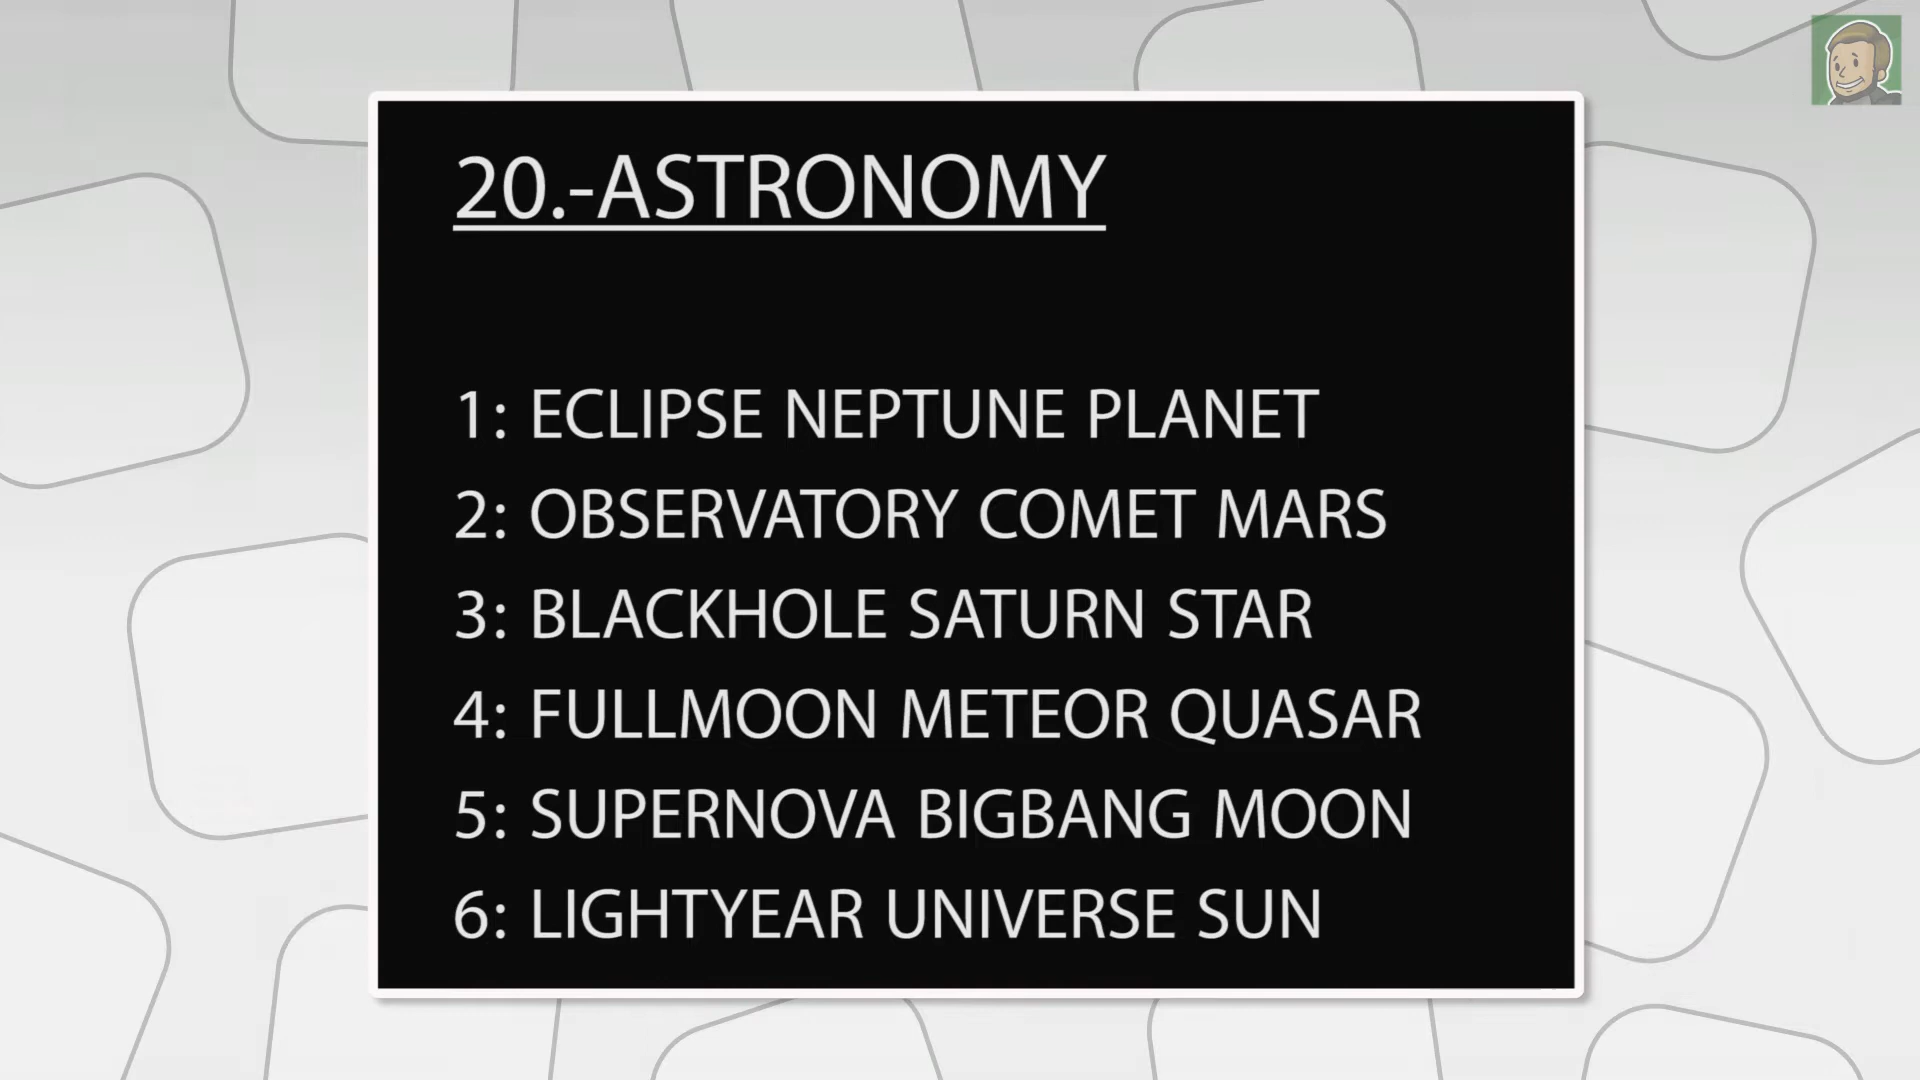 20.-ASTRONOMY
1: ECLIPSE NEPTUNE PLANET
2: OBSERVATORY COMET MARS
3: BLACKHOLE SATURN STAR
4: FULLMOON METEOR QUASAR
5: SUPERNOVA BIGBANG MOON
6: LIGHTYEAR UNIVERSE SUN